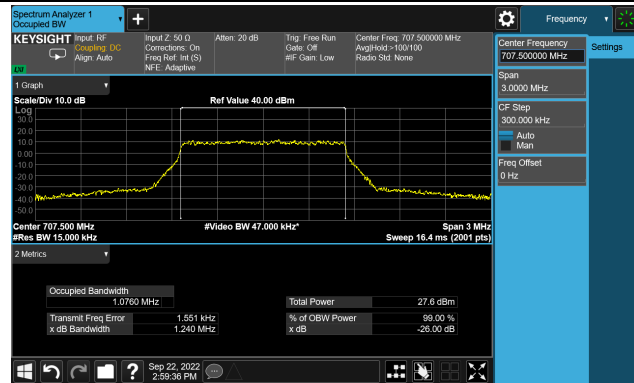 Spectrum Analyzer 1
Occupied BW
Frequency
KEYSIGHT
Input: RF
Coupling: DC
Align: Auto
Input Z: 50 Ω
Corrections: On
Freq Ref: Int (S)
NFE: Adaptive
Atten: 20 dB
Trig: Free Run
Gate: Off
#IF Gain: Low
Center Freq: 707.500000 MHz
Avg|Hold:>100/100
Radio Std: None
LXI
Center Frequency
707.500000 MHz
Settings
Span
3.0000 MHz
CF Step
300.000 kHz
Auto
Man
Freq Offset
0 Hz
1 Graph
Scale/Div 10.0 dB
Ref Value 40.00 dBm
Log
30.0
20.0
10.0
0.00
-10.0
-20.0
-30.0
-40.0
-50.0
Center 707.500 MHz
#Video BW 47.000 kHz*
Span 3 MHz
#Res BW 15.000 kHz
Sweep 16.4 ms (2001 pts)
2 Metrics
Occupied Bandwidth
1.0760 MHz
Total Power 27.6 dBm
Transmit Freq Error 1.551 kHz
% of OBW Power 99.00 %
x dB Bandwidth 1.240 MHz
x dB -26.00 dB
?
Sep 22, 2022
2:59:36 PM